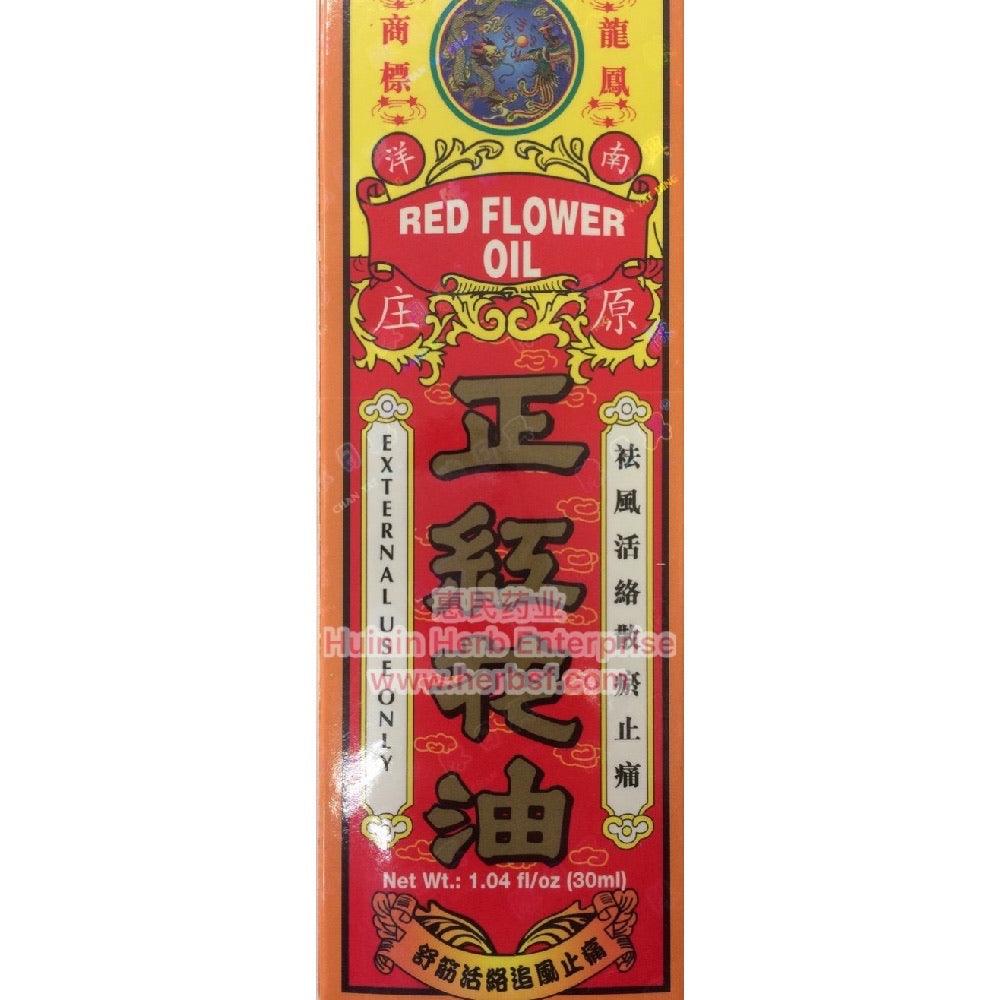 龍鳳
商標
南洋
RED FLOWER
OIL
原庄
正紅花油
EXTERNAL USE ONLY
祛風活絡散瘀止痛
惠民药业
Huimin Herb Enterprise
www.herbsf.com
Net Wt.: 1.04 fl/oz (30ml)
舒筋活絡追風止痛